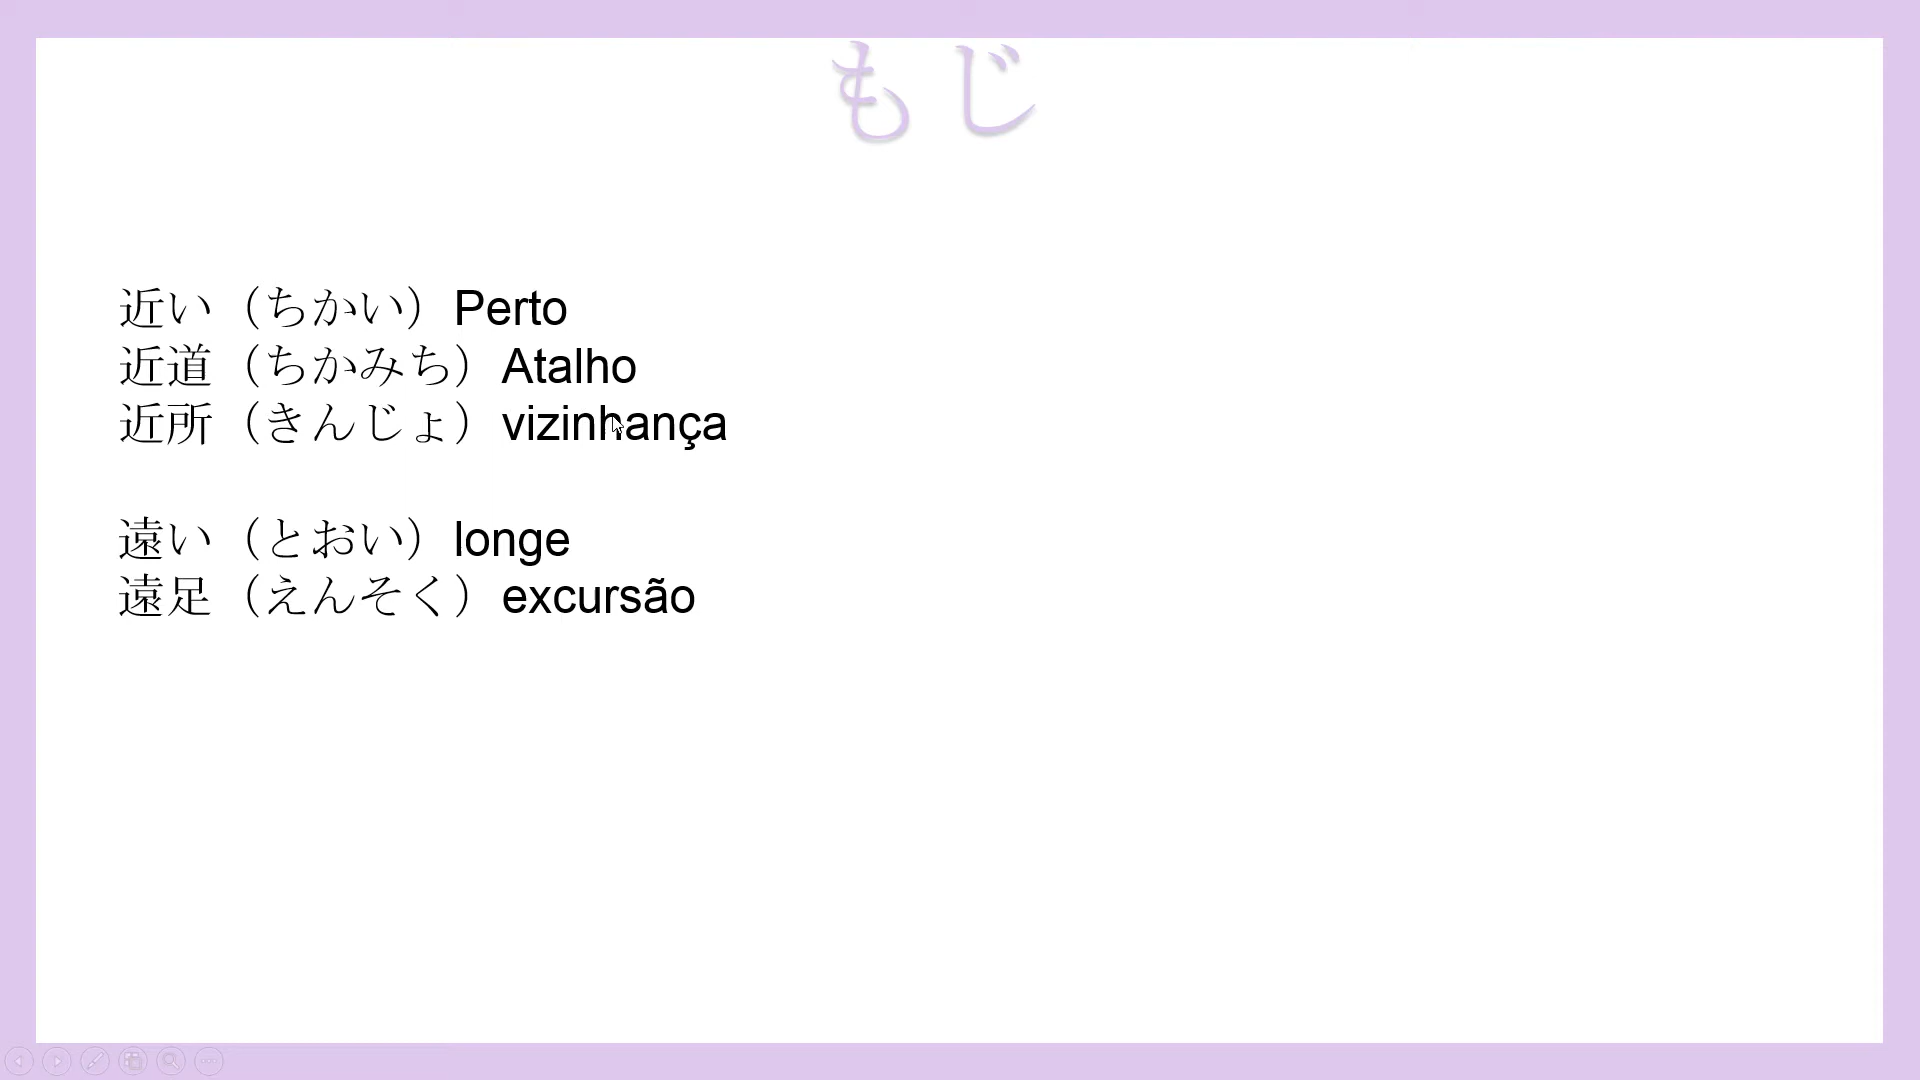 もじ
近い（ちかい）Perto
近道（ちかみち）Atalho
近所（きんじょ）vizinhança
遠い（とおい）longe
遠足（えんそく）excursão